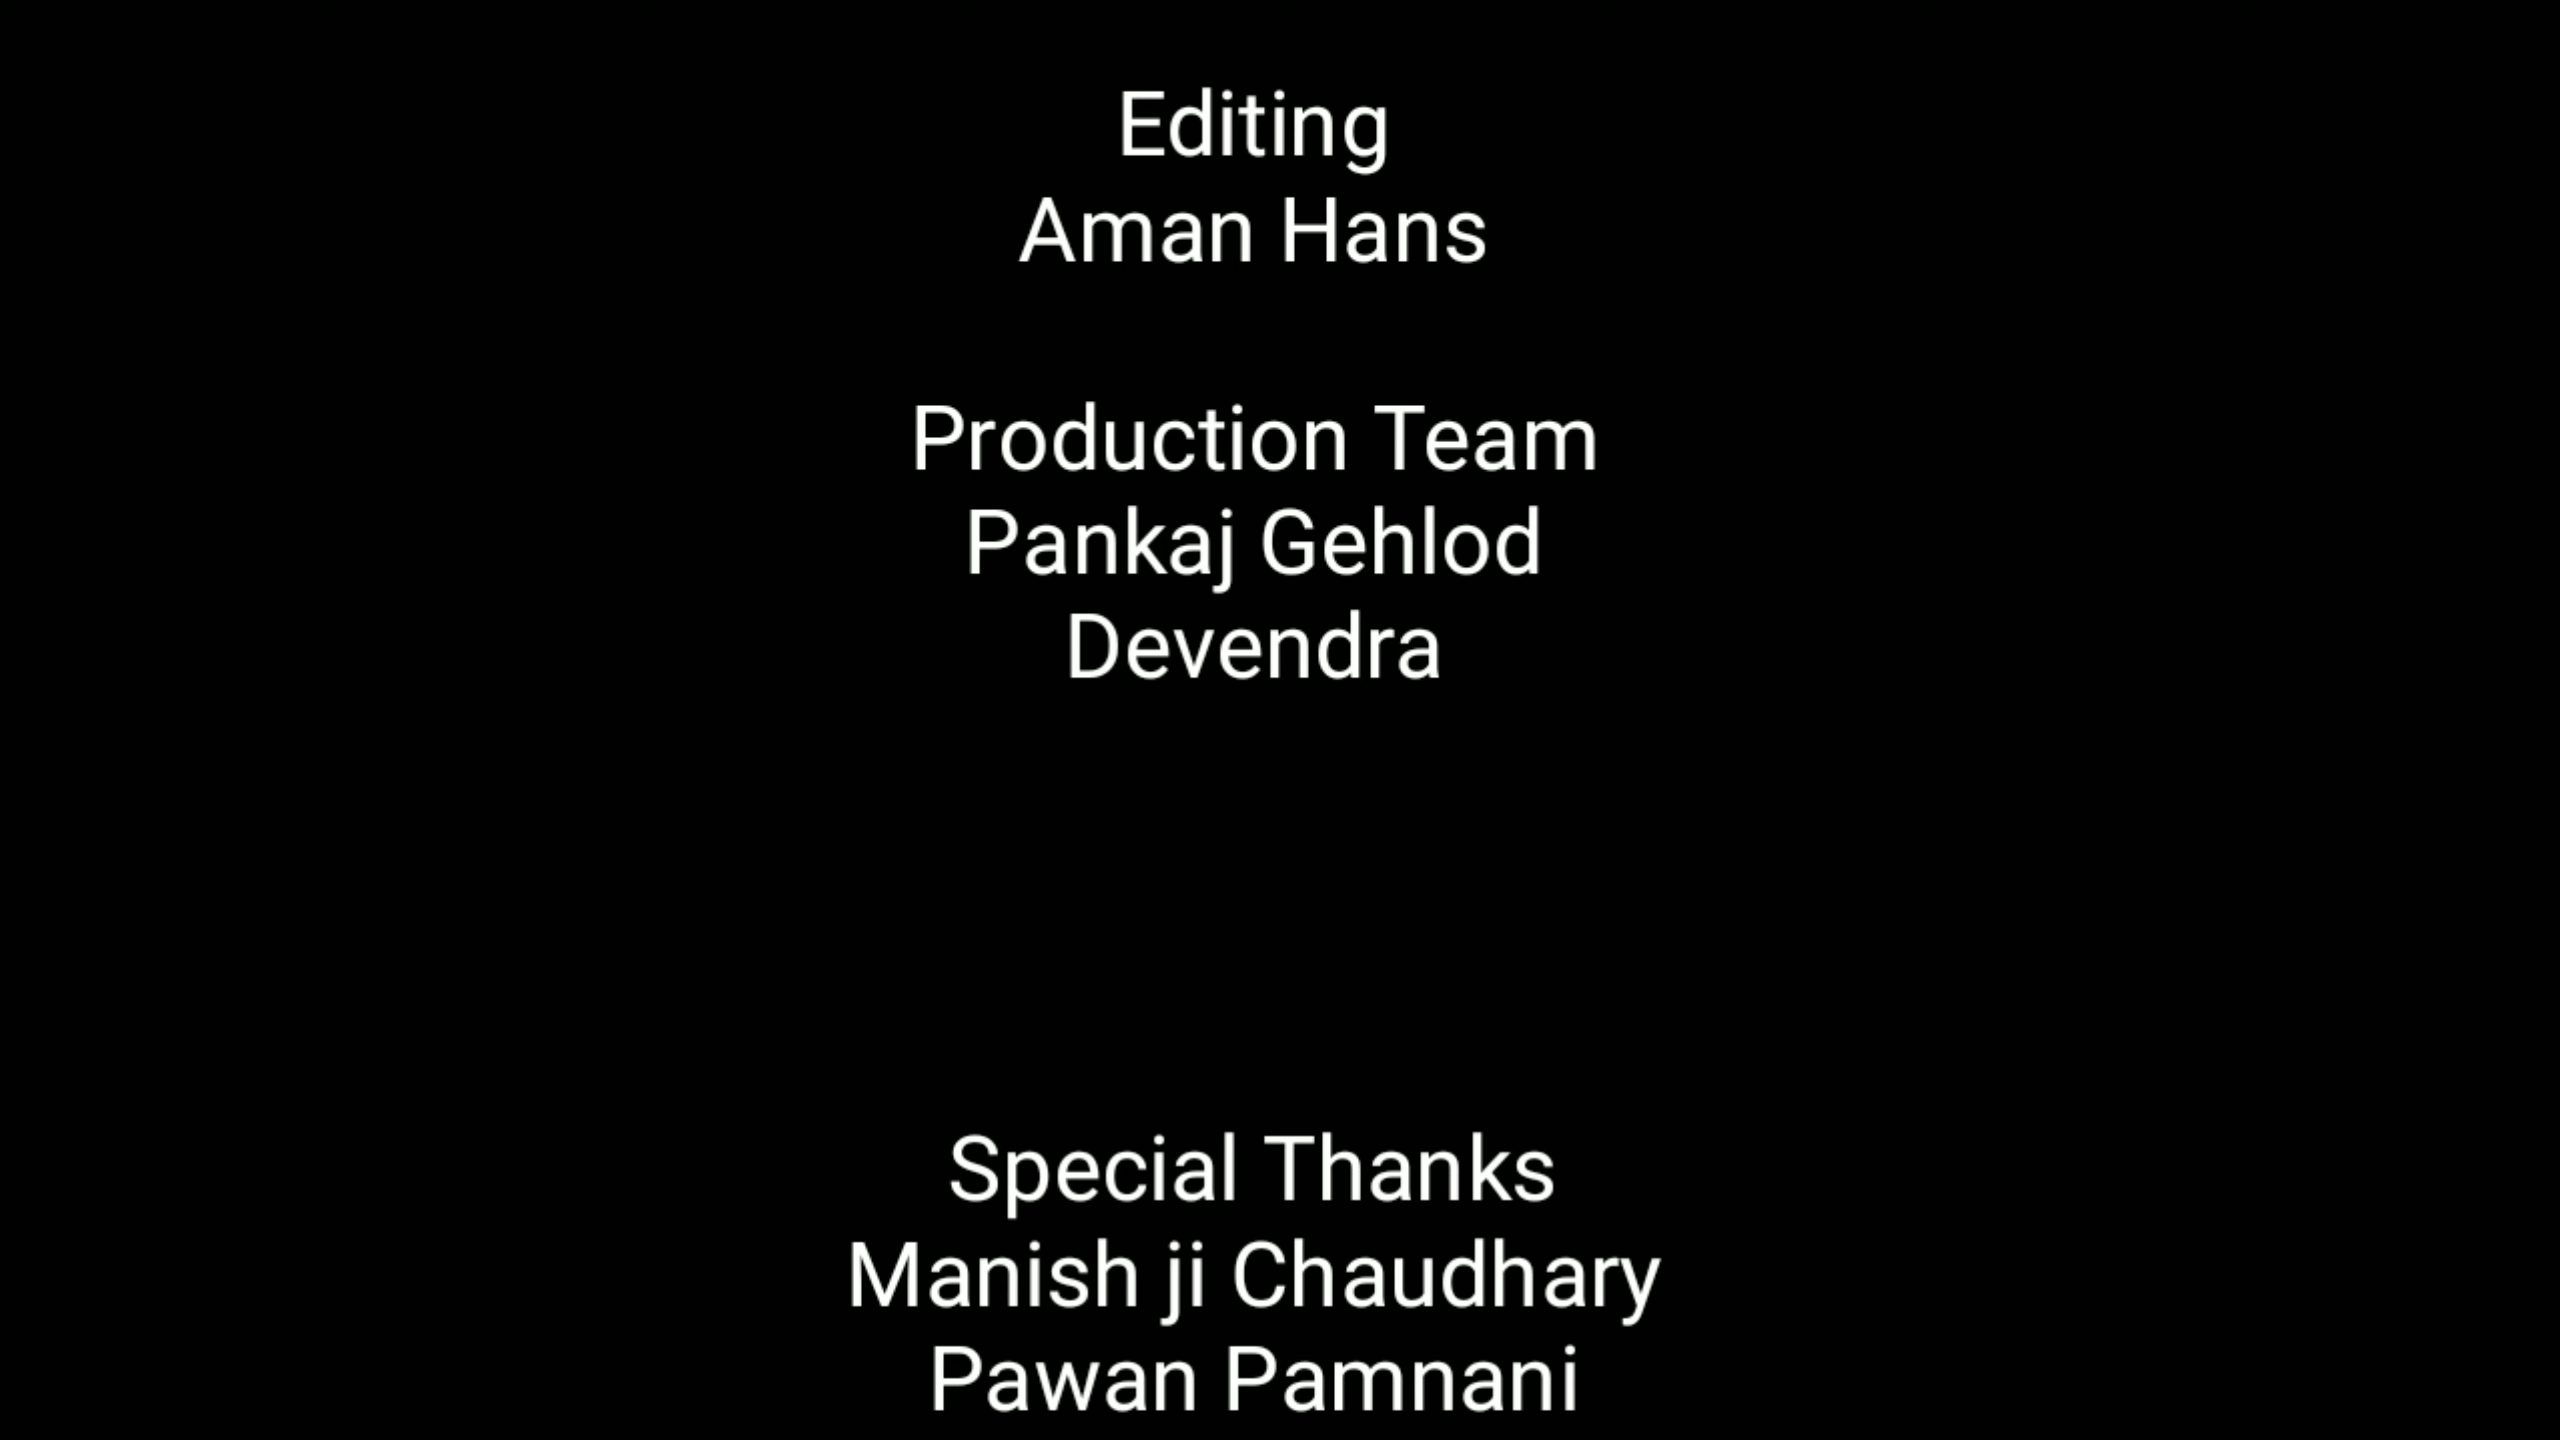 Editing
Aman Hans
Production Team
Pankaj Gehlod
Devendra
Special Thanks
Manish ji Chaudhary
Pawan Pamnani